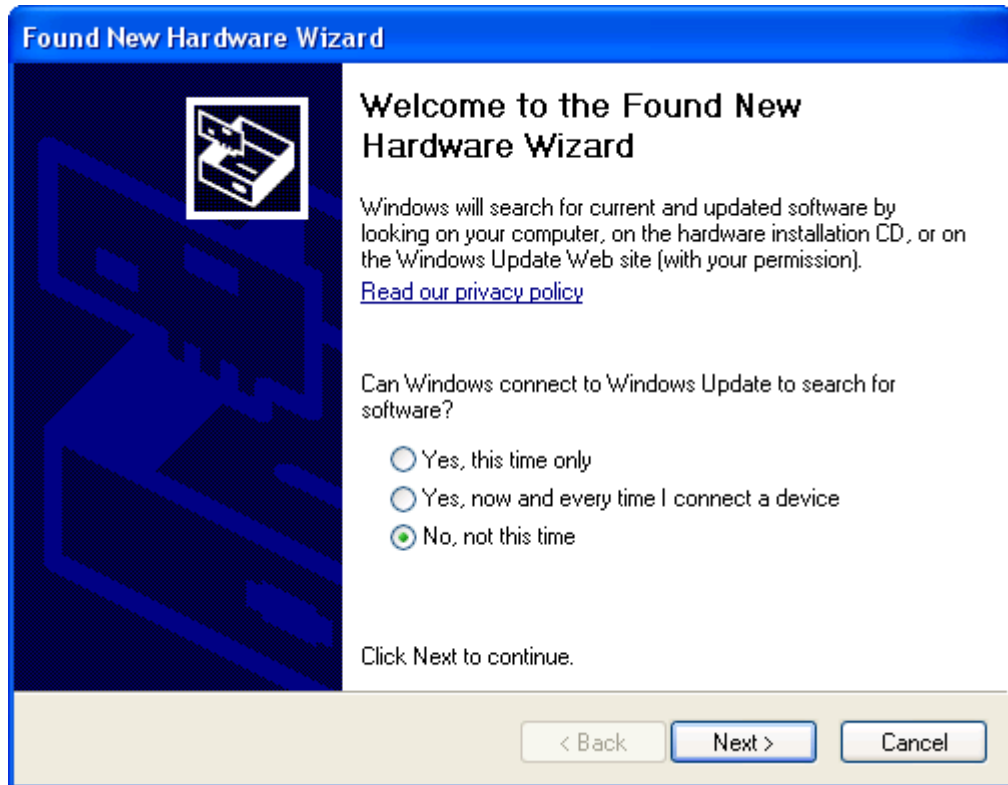 Found New Hardware Wizard
Welcome to the Found New
Hardware Wizard
Windows will search for current and updated software by
looking on your computer, on the hardware installation CD, or on
the Windows Update Web site (with your permission).
Read our privacy policy
Can Windows connect to Windows Update to search for
software?
Yes, this time only
Yes, now and every time I connect a device
No, not this time
Click Next to continue.
< Back Next > Cancel